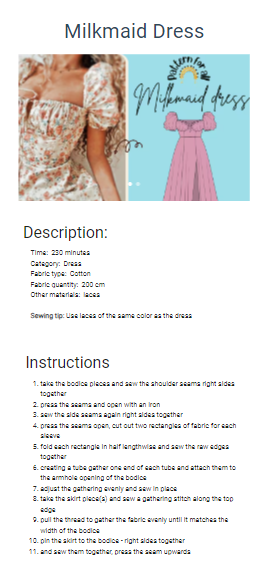 Milkmaid Dress
Pattern for all
Milkmaid dress
Description:
Time: 230 minutes
Category: Dress
Fabric type: Cotton
Fabric quantity: 200 cm
Other materials: laces
Sewing tip: Use laces of the same color as the dress
Instructions
1. take the bodice pieces and sew the shoulder seams right sides
together
2. press the seams and open with an iron
3. sew the side seams again right sides together
4. press the seams open, cut out two rectangles of fabric for each
sleeve
5. fold each rectangle in half lengthwise and sew the raw edges
together
6. creating a tube gather one end of each tube and attach them to
the armhole opening of the bodice
7. adjust the gathering evenly and sew in place
8. take the skirt piece(s) and sew a gathering stitch along the top
edge
9. pull the thread to gather the fabric evenly until it matches the
width of the bodice
10. pin the skirt to the bodice - right sides together
11. and sew them together, press the seam upwards